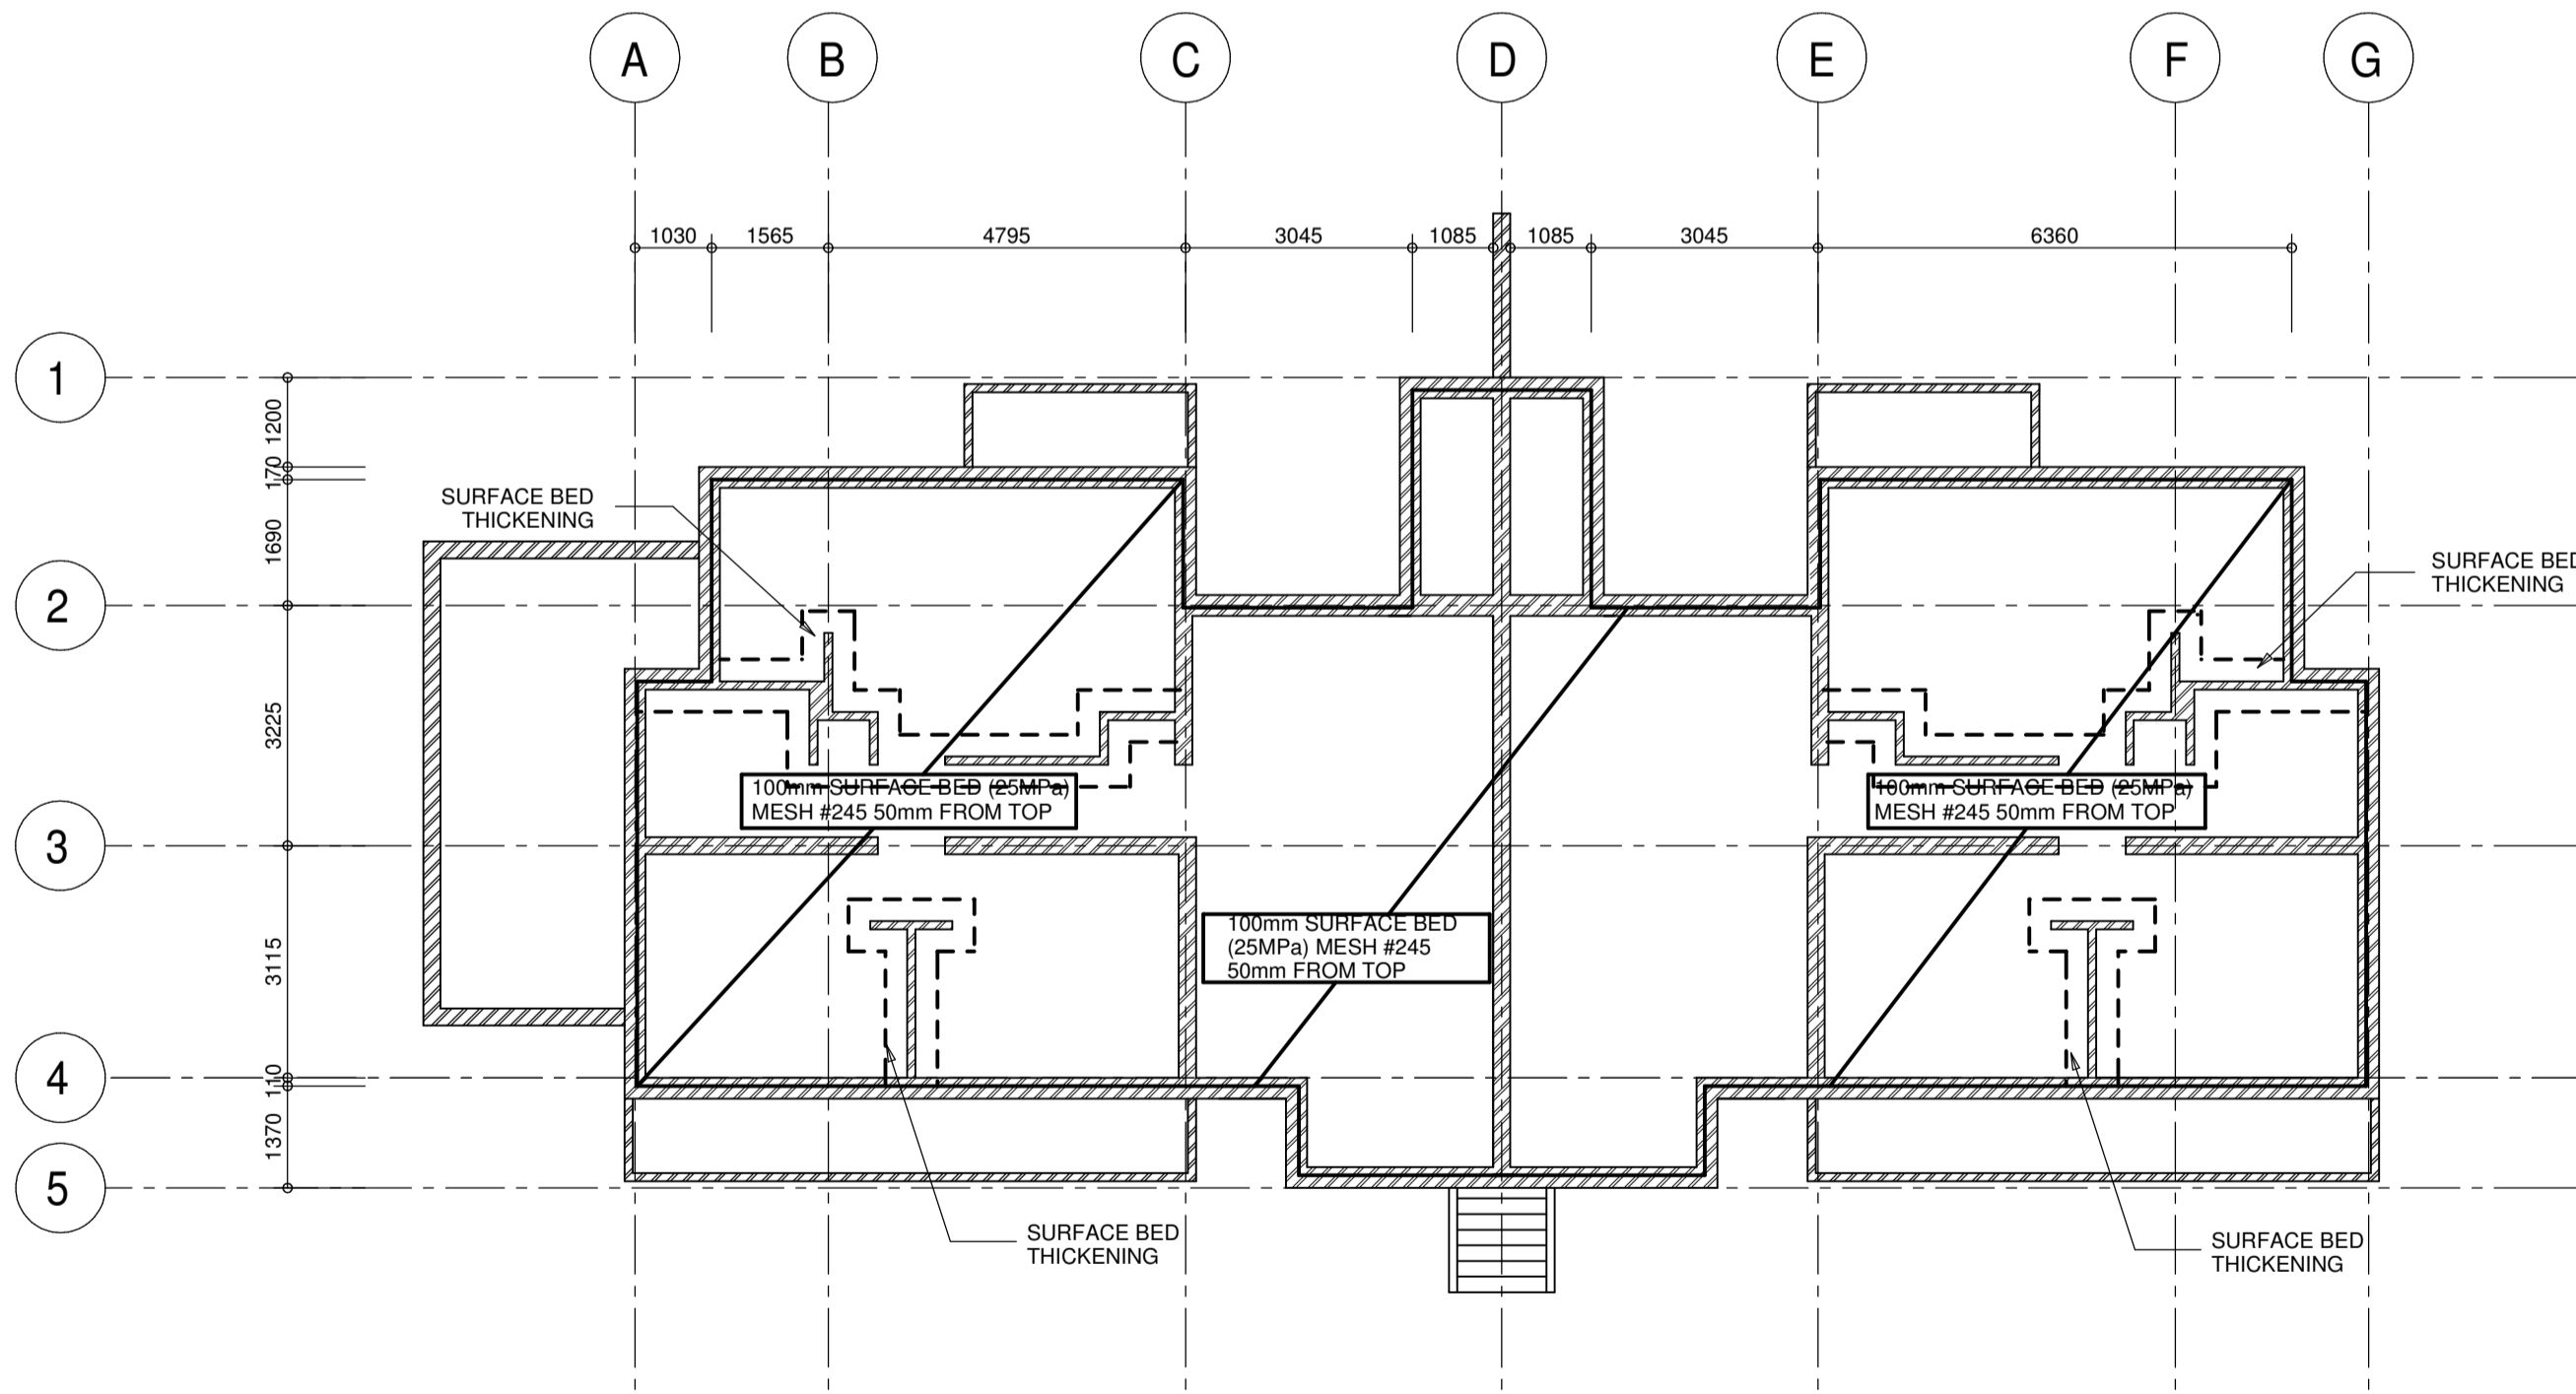 A B C D E F G
1030 1565 4795 3045 1085 1085 3045 6360
1
1200
170
1690
2
3225
3
3115
4
110
1370
5
SURFACE BED
THICKENING
SURFACE BED
THICKENING
100mm SURFACE BED (25MPa)
MESH #245 50mm FROM TOP
100mm SURFACE BED (25MPa)
MESH #245 50mm FROM TOP
100mm SURFACE BED
(25MPa) MESH #245
50mm FROM TOP
SURFACE BED
THICKENING
SURFACE BED
THICKENING